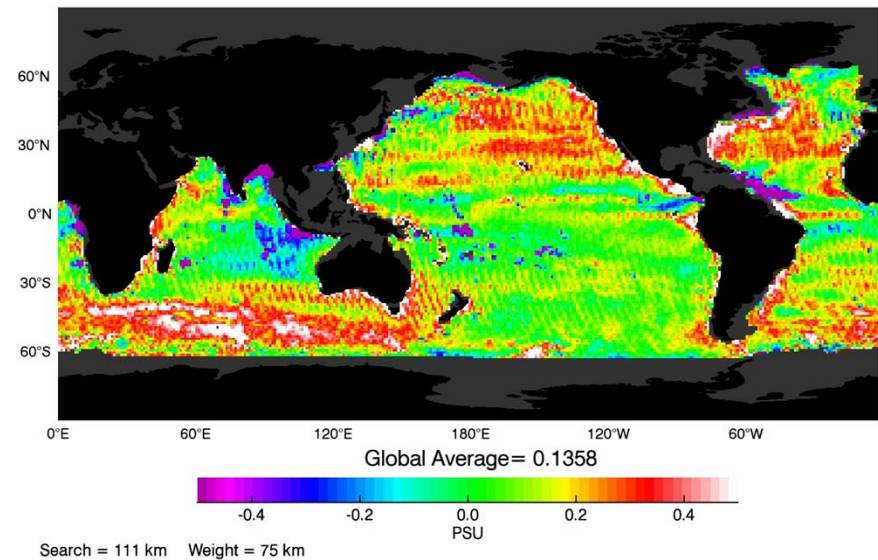 60°N
30°N
0°N
30°S
60°S
0°E 60°E 120°E 180°E 120°W 60°W
Global Average= 0.1358
-0.4 -0.2 0.0 0.2 0.4
PSU
Search = 111 km Weight = 75 km